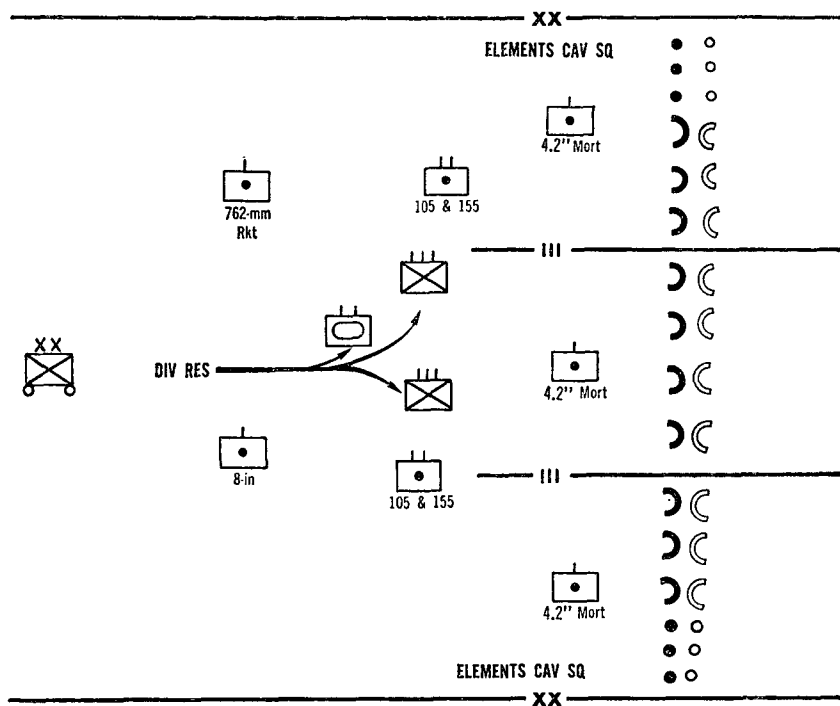 XX
ELEMENTS CAV SQ
4.2" Mort
762-mm
Rkt
105 & 155
III
XX
DIV RES
4.2" Mort
8-in
105 & 155
III
4.2" Mort
ELEMENTS CAV SQ
XX